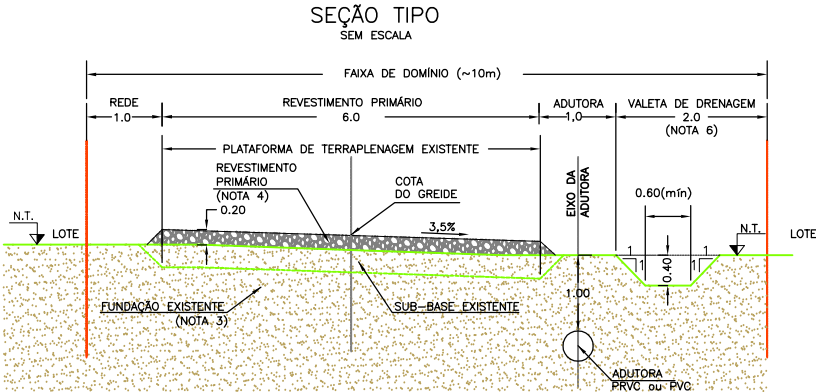 SEÇÃO TIPO
SEM ESCALA
FAIXA DE DOMÍNIO (~10m)
REDE
1.0
REVESTIMENTO PRIMÁRIO
6.0
ADUTORA
1,0
VALETA DE DRENAGEM
2.0
(NOTA 6)
PLATAFORMA DE TERRAPLENAGEM EXISTENTE
REVESTIMENTO
PRIMÁRIO
(NOTA 4)
0.20
COTA
DO GREIDE
3,5%
EIXO DA
ADUTORA
0.60(mín)
N.T.
LOTE
N.T.
LOTE
1
1
1
1
0.40
1.00
FUNDAÇÃO EXISTENTE
(NOTA 3)
SUB-BASE EXISTENTE
ADUTORA
PRVC ou PVC